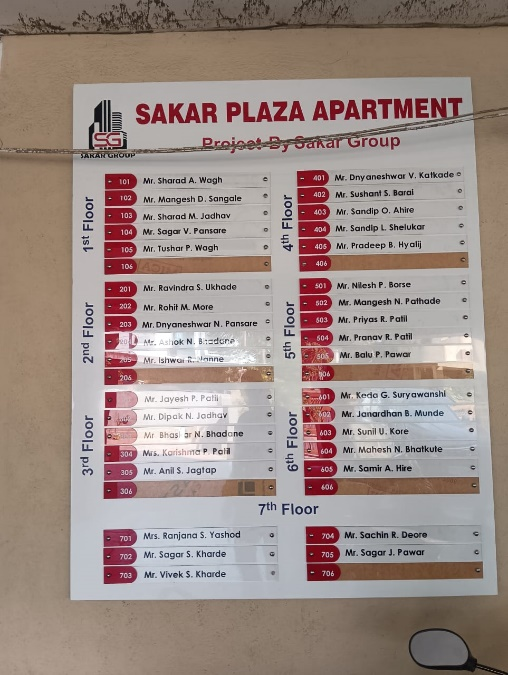 SAKAR PLAZA APARTMENT
SG
SAKAR GROUP
Project By Sakar Group
1st Floor
101 Mr. Sharad A. Wagh
102 Mr. Mangesh D. Sangale
103 Mr. Sharad M. Jadhav
104 Mr. Sagar V. Pansare
105 Mr. Tushar P. Wagh
106
2nd Floor
201 Mr. Ravindra S. Ukhade
202 Mr. Rohit M. More
203 Mr. Dnyaneshwar N. Pansare
Mr. Ashok N. Bhadane
205 Mr. Ishwar R.
206
3rd Floor
Mr. Jayesh P. Patil
Mr. Dipak N. Jadhav
Mr. Bhaskar N. Bhadane
304 Mrs. Karishma P. Patil
305 Mr. Anil S. Jagtap
306
4th Floor
401 Mr. Dnyaneshwar V. Katkade
402 Mr. Sushant S. Barai
403 Mr. Sandip O. Ahire
404 Mr. Sandip L. Shelukar
405 Mr. Pradeep B. Hyalij
406
5th Floor
501 Mr. Nilesh P. Borse
502 Mr. Mangesh N. Pathade
503 Mr. Priyas R. Patil
504 Mr. Pranav R. Patil
505 Mr. Balu P. Pawar
506
6th Floor
601 Mr. Keda G. Suryawanshi
602 Mr. Janardhan B. Munde
603 Mr. Sunil U. Kore
604 Mr. Mahesh N. Bhatkute
605 Mr. Samir A. Hire
606
7th Floor
701 Mrs. Ranjana S. Yashod
702 Mr. Sagar S. Kharde
703 Mr. Vivek S. Kharde
704 Mr. Sachin R. Deore
705 Mr. Sagar J. Pawar
706